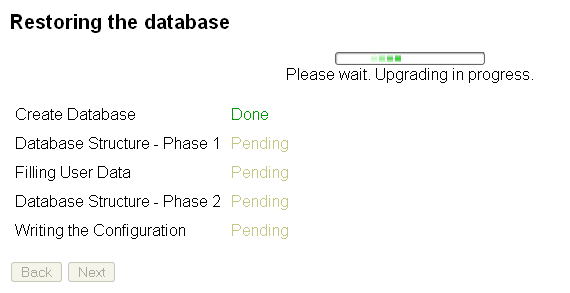 Restoring the database
Please wait. Upgrading in progress.
Create Database Done
Database Structure - Phase 1 Pending
Filling User Data Pending
Database Structure - Phase 2 Pending
Writing the Configuration Pending
Back Next